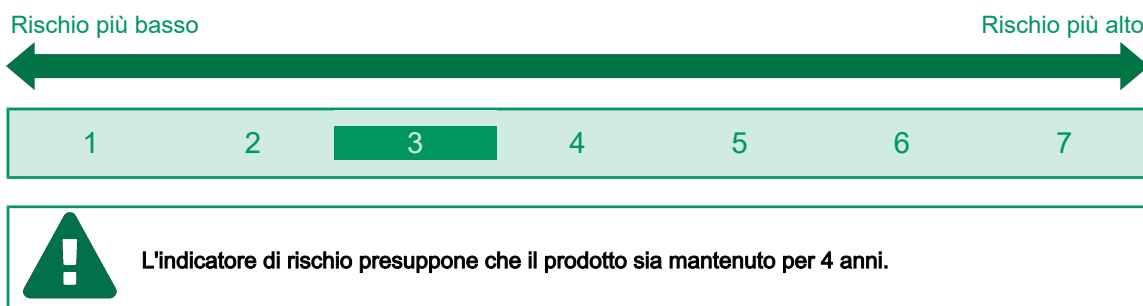 Rischio più basso Rischio più alto
1 2 3 4 5 6 7
L'indicatore di rischio presuppone che il prodotto sia mantenuto per 4 anni.